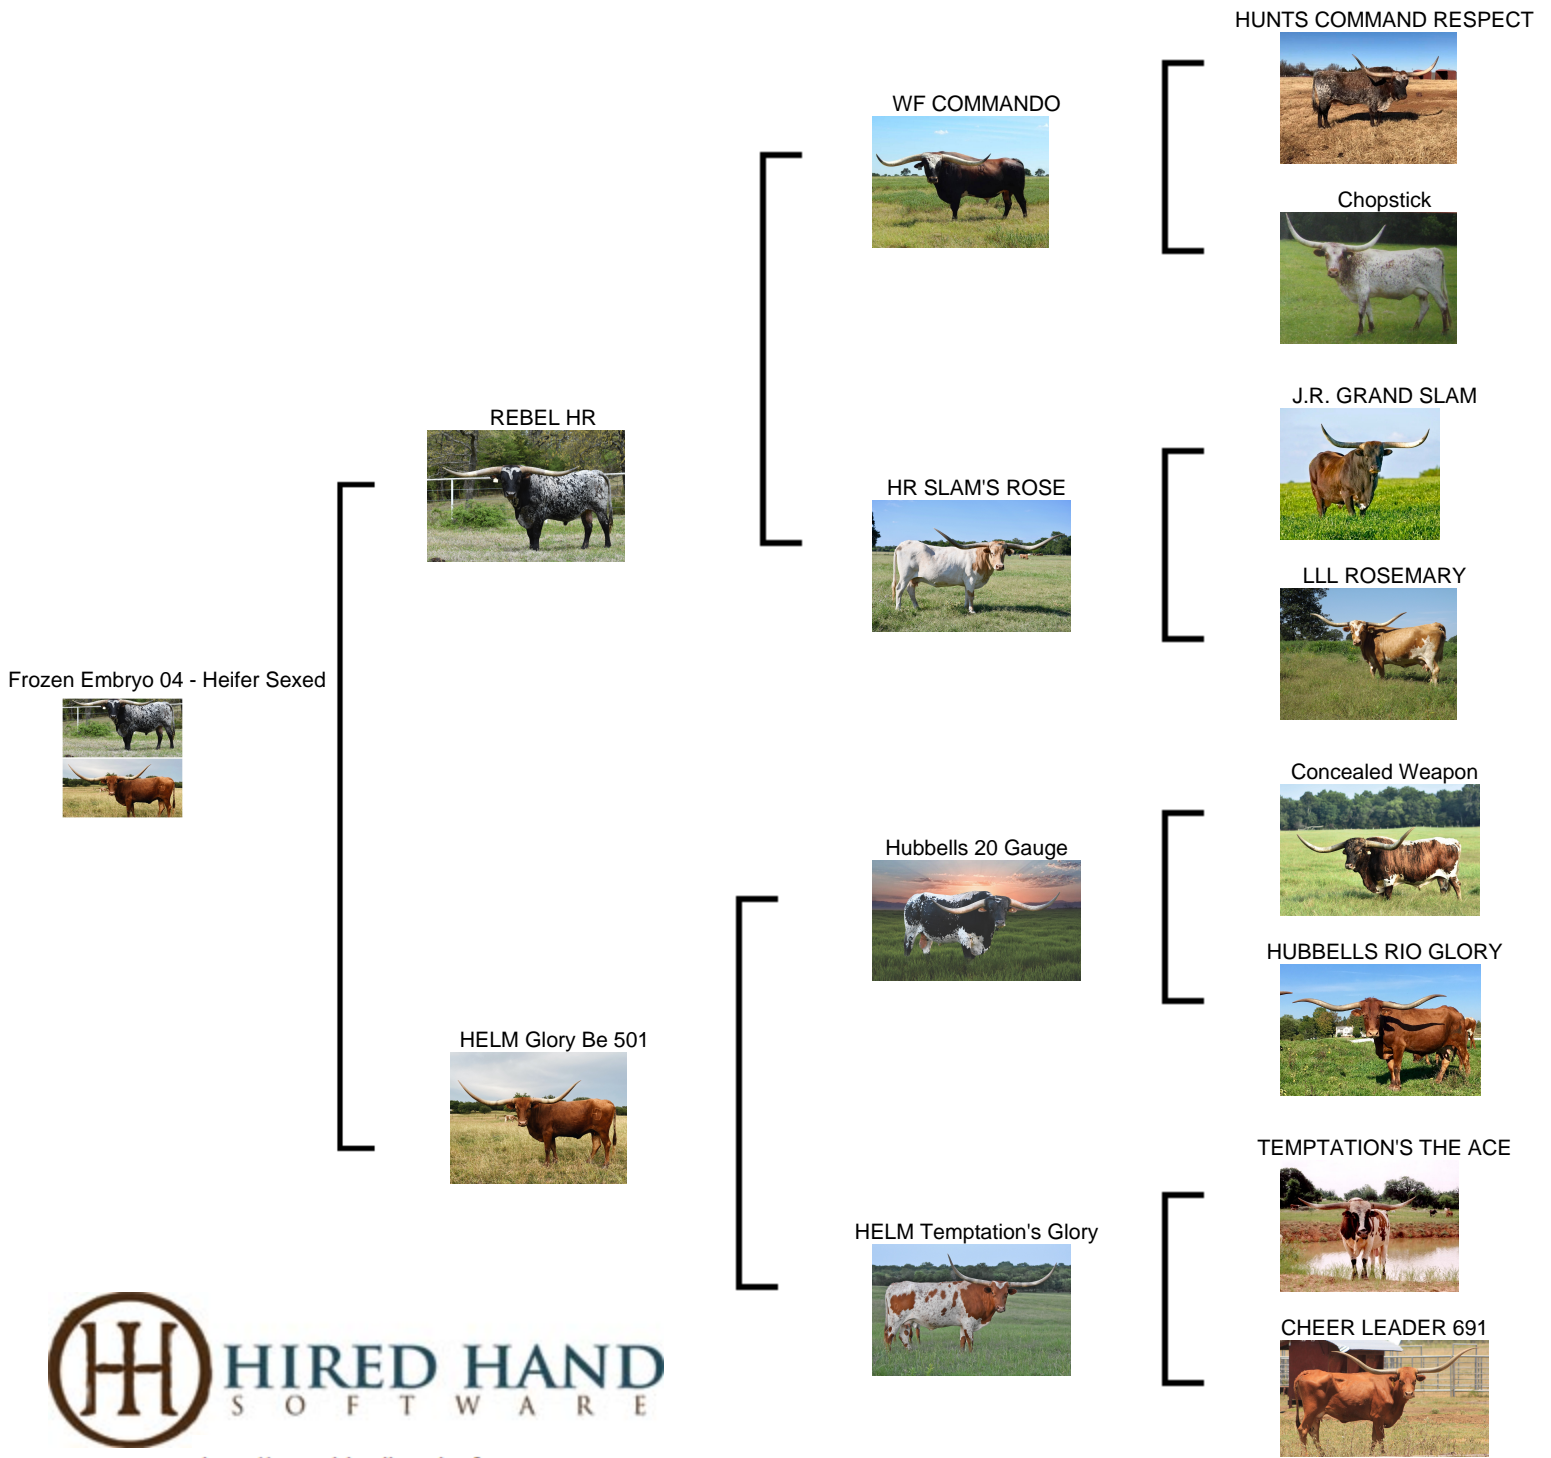 HUNTS COMMAND RESPECT
WF COMMANDO
Chopstick
J.R. GRAND SLAM
REBEL HR
HR SLAM'S ROSE
LLL ROSEMARY
Frozen Embryo 04 - Heifer Sexed
Concealed Weapon
Hubbells 20 Gauge
HUBBELLS RIO GLORY
HELM Glory Be 501
TEMPTATION'S THE ACE
HELM Temptation's Glory
CHEER LEADER 691
HIRED HAND
SOFTWARE